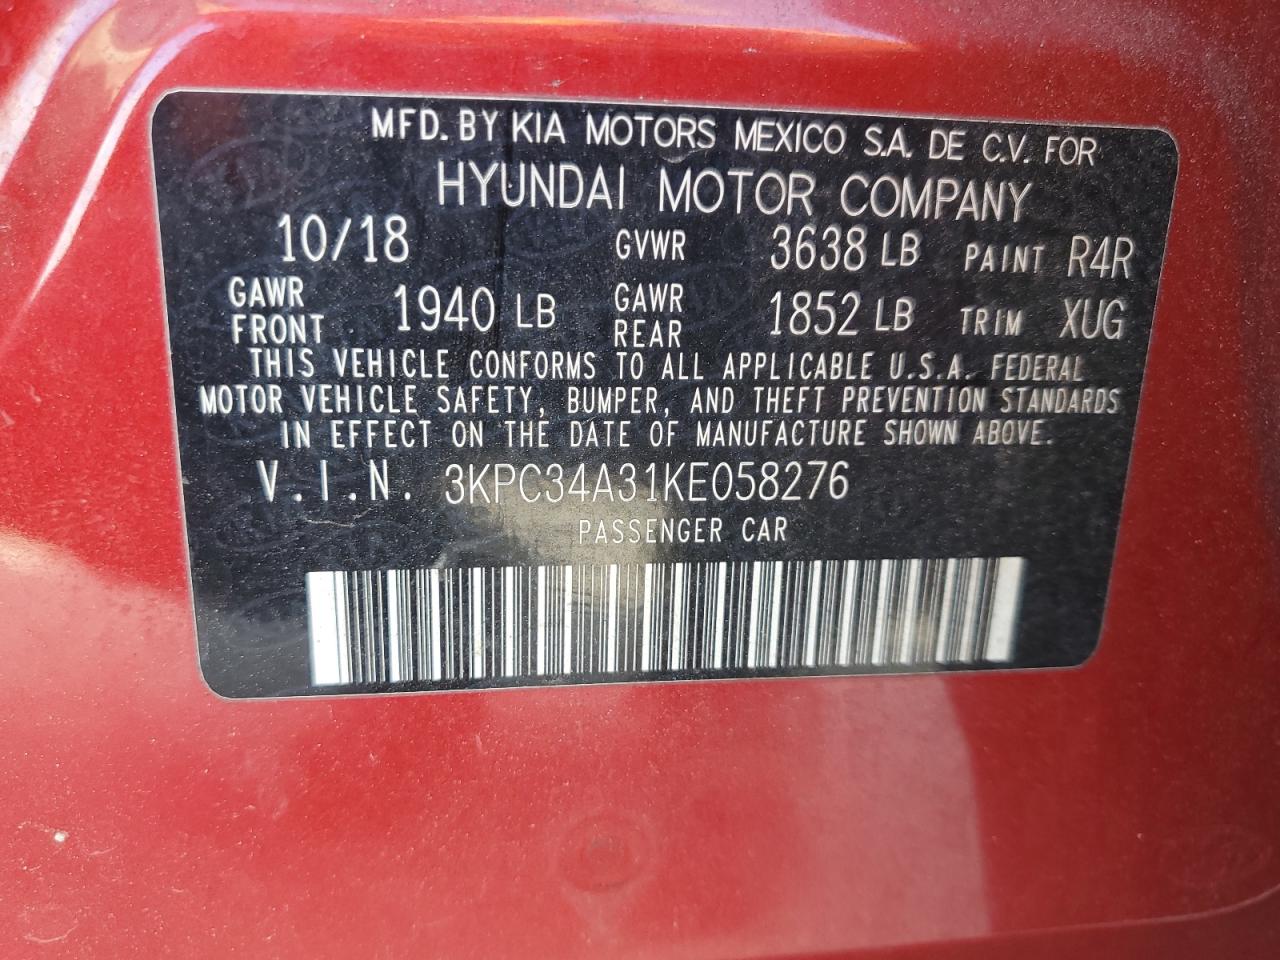 MFD. BY KIA MOTORS MEXICO S.A. DE C.V. FOR
HYUNDAI MOTOR COMPANY
10/18 GVWR 3638 LB PAINT R4R
GAWR FRONT 1940 LB GAWR REAR 1852 LB TRIM XUG
THIS VEHICLE CONFORMS TO ALL APPLICABLE U.S.A. FEDERAL
MOTOR VEHICLE SAFETY, BUMPER, AND THEFT PREVENTION STANDARDS
IN EFFECT ON THE DATE OF MANUFACTURE SHOWN ABOVE.
V.I.N. 3KPC34A31KE058276
PASSENGER CAR